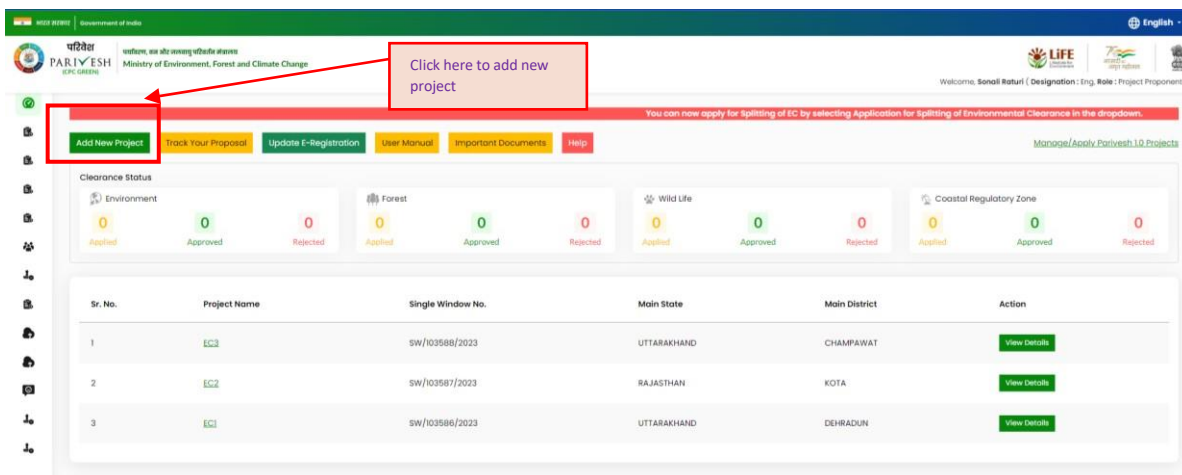 भारत सरकार Government of India
English
परिवेश
PARIVESH
(CPC GREEN)
पर्यावरण, वन और जलवायु परिवर्तन मंत्रालय
Ministry of Environment, Forest and Climate Change
Click here to add new
project
LiFE
Welcome, Sonali Raturi ( Designation : Eng, Role : Project Proponent
You can now apply for Splitting of EC by selecting Application for Splitting of Environmental Clearance in the dropdown.
Add New Project Track Your Proposal Update E-Registration User Manual Important Documents Help Manage/Apply Parivesh 1.0 Projects
Clearance Status
Environment Forest Wild Life Coastal Regulatory Zone
0 0 0 0 0 0 0 0 0 0 0 0
Applied Approved Rejected Applied Approved Rejected Applied Approved Rejected Applied Approved Rejected
Sr. No. Project Name Single Window No. Main State Main District Action
1 EC3 SW/103588/2023 UTTARAKHAND CHAMPAWAT View Details
2 EC2 SW/103587/2023 RAJASTHAN KOTA View Details
3 EC1 SW/103586/2023 UTTARAKHAND DEHRADUN View Details